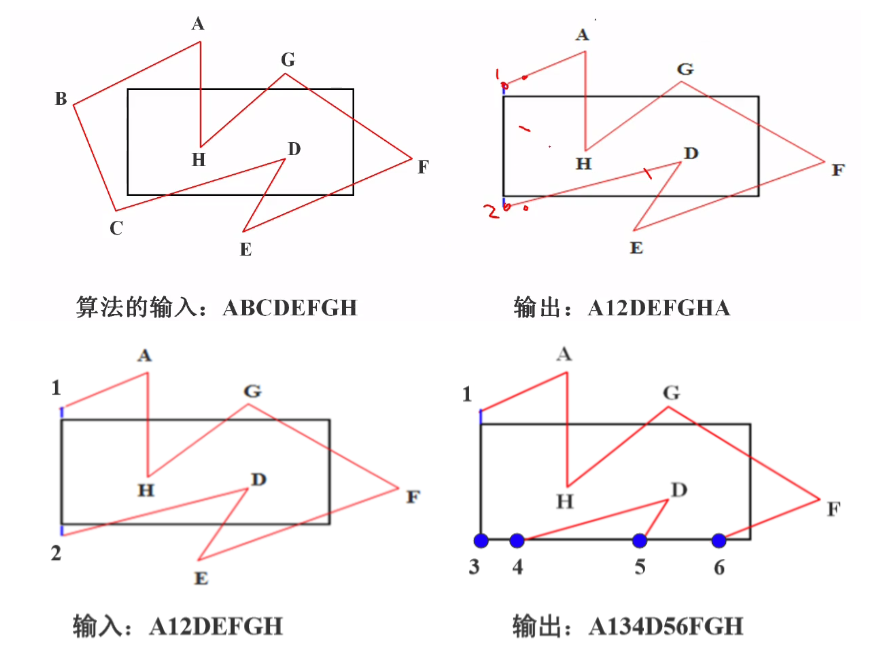 A
G
B
H
D
F
C
E
算法的输入：ABCDEFGH
A
1
G
H
D
F
2
E
输出：A12DEFGHA
A
1
G
H
D
F
2
E
输入：A12DEFGH
A
1
G
H
D
F
3 4 5 6
输出：A134D56FGH